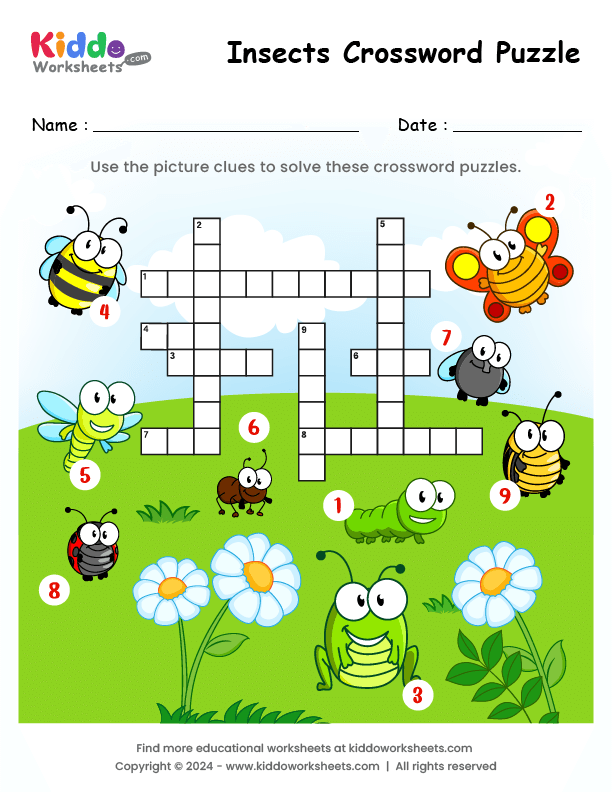 Kiddo
Worksheets
.com
Insects Crossword Puzzle
Name : Date :
Use the picture clues to solve these crossword puzzles.
2
2 5
1
4
4 9
7
3 6
5
6
7 8
9
1
8
3
Find more educational worksheets at kiddoworksheets.com
Copyright © 2024 - www.kiddoworksheets.com | All rights reserved